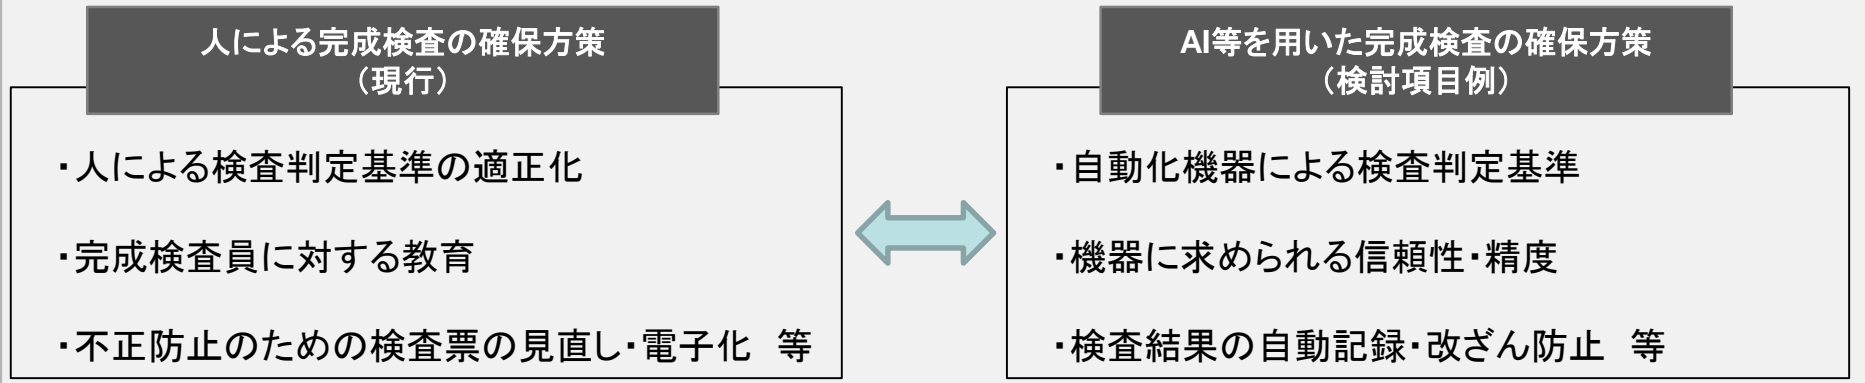 人による完成検査の確保方策
（現行）
・人による検査判定基準の適正化
・完成検査員に対する教育
・不正防止のための検査票の見直し・電子化　等
AI等を用いた完成検査の確保方策
（検討項目例）
・自動化機器による検査判定基準
・機器に求められる信頼性・精度
・検査結果の自動記録・改ざん防止　等